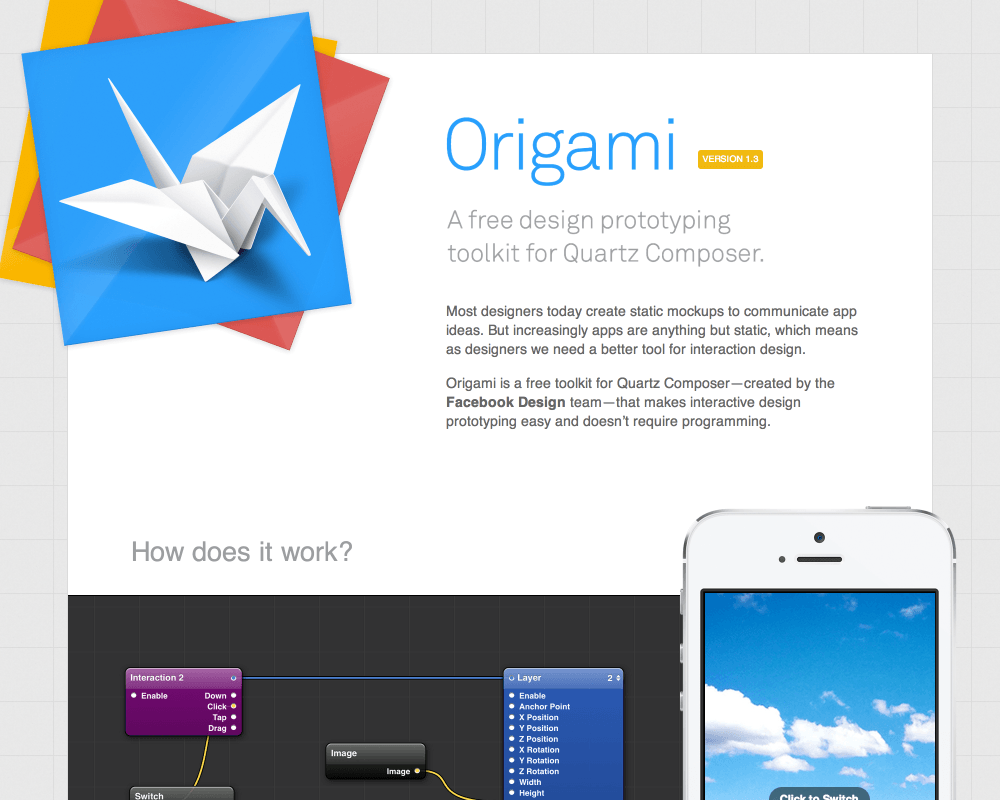 Origami
VERSION 1.3
A free design prototyping
toolkit for Quartz Composer.
Most designers today create static mockups to communicate app
ideas. But increasingly apps are anything but static, which means
as designers we need a better tool for interaction design.
Origami is a free toolkit for Quartz Composer—created by the
Facebook Design team—that makes interactive design
prototyping easy and doesn't require programming.
How does it work?
Interaction 2
Enable
Down
Click
Tap
Drag
Switch
Image
Image
Layer
2
Enable
Anchor Point
X Position
Y Position
Z Position
X Rotation
Y Rotation
Z Rotation
Width
Height
Click to Switch